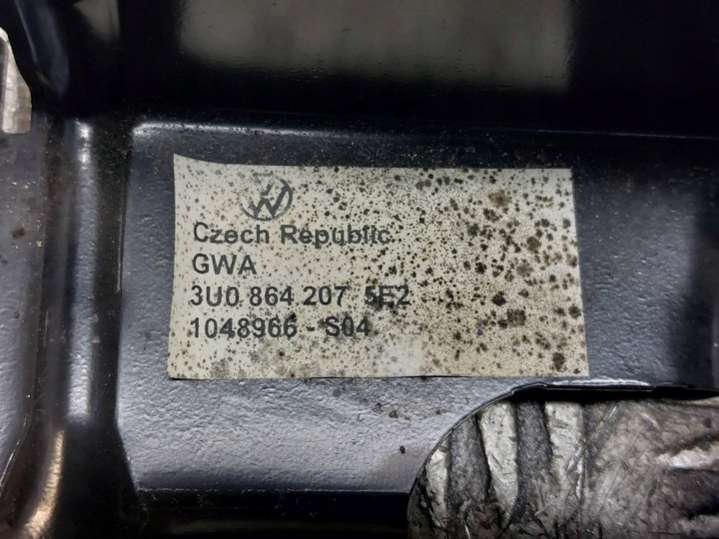 Czech Republic
GWA
3U0 864 207 5E2
1048966 - S04